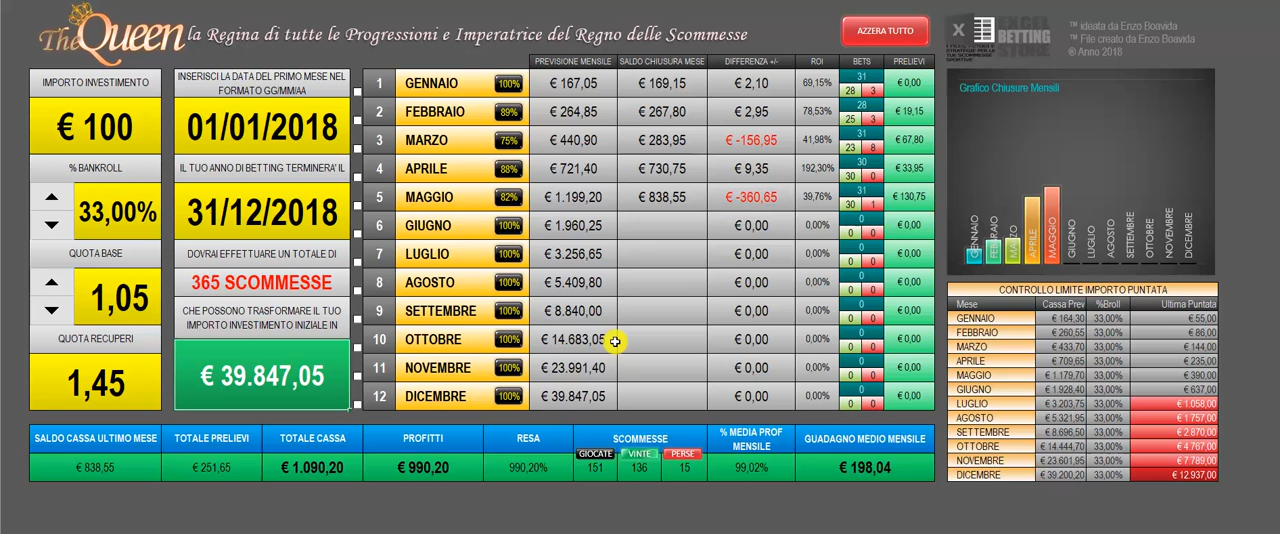 The Queen la Regina di tutte le Progressioni e Imperatrice del Regno delle Scommesse
AZZERA TUTTO
EXCEL BETTING STORE
™ ideata da Enzo Boavida
™ File creato da Enzo Boavida
® Anno 2018
IMPORTO INVESTIMENTO
€ 100
% BANKROLL
33,00%
QUOTA BASE
1,05
QUOTA RECUPERI
1,45
INSERISCI LA DATA DEL PRIMO MESE NEL
FORMATO GG/MM/AA
01/01/2018
IL TUO ANNO DI BETTING TERMINERA' IL
31/12/2018
DOVRAI EFFETTUARE UN TOTALE DI
365 SCOMMESSE
CHE POSSONO TRASFORMARE IL TUO
IMPORTO INVESTIMENTO INIZIALE IN
€ 39.847,05
PREVISIONE MENSILE SALDO CHIUSURA MESE DIFFERENZA +/- ROI BETS PRELIEVI
1 GENNAIO 100% € 167,05 € 169,15 € 2,10 69,15% 31 28 3 € 0,00
2 FEBBRAIO 89% € 264,85 € 267,80 € 2,95 78,53% 28 25 3 € 19,15
3 MARZO 75% € 440,90 € 283,95 € -156,95 41,98% 31 23 8 € 67,80
4 APRILE 88% € 721,40 € 730,75 € 9,35 192,30% 30 30 0 € 33,95
5 MAGGIO 82% € 1.199,20 € 838,55 € -360,65 39,76% 31 30 1 € 130,75
6 GIUGNO 100% € 1.960,25 € 0,00 0,00% 0 0 0 € 0,00
7 LUGLIO 100% € 3.256,65 € 0,00 0,00% 0 0 0 € 0,00
8 AGOSTO 100% € 5.409,80 € 0,00 0,00% 0 0 0 € 0,00
9 SETTEMBRE 100% € 8.840,00 € 0,00 0,00% 0 0 0 € 0,00
10 OTTOBRE 100% € 14.683,05 € 0,00 0,00% 0 0 0 € 0,00
11 NOVEMBRE 100% € 23.991,40 € 0,00 0,00% 0 0 0 € 0,00
12 DICEMBRE 100% € 39.847,05 € 0,00 0,00% 0 0 0 € 0,00
Grafico Chiusure Mensili
GENNAIO FEBBRAIO MARZO APRILE MAGGIO GIUGNO LUGLIO AGOSTO SETTEMBRE OTTOBRE NOVEMBRE DICEMBRE
CONTROLLO LIMITE IMPORTO PUNTATA
Mese Cassa Prev %Broll Ultima Puntata
GENNAIO € 164,30 33,00% € 55,00
FEBBRAIO € 260,55 33,00% € 86,00
MARZO € 433,70 33,00% € 144,00
APRILE € 709,65 33,00% € 235,00
MAGGIO € 1.179,70 33,00% € 390,00
GIUGNO € 1.928,40 33,00% € 637,00
LUGLIO € 3.203,75 33,00% € 1.058,00
AGOSTO € 5.321,95 33,00% € 1.757,00
SETTEMBRE € 8.696,50 33,00% € 2.870,00
OTTOBRE € 14.444,70 33,00% € 4.767,00
NOVEMBRE € 23.601,95 33,00% € 7.789,00
DICEMBRE € 39.200,20 33,00% € 12.937,00
SALDO CASSA ULTIMO MESE TOTALE PRELIEVI TOTALE CASSA PROFITTI RESA SCOMMESSE % MEDIA PROF MENSILE GUADAGNO MEDIO MENSILE
GIOCATE VINTE PERSE
€ 838,55 € 251,65 € 1.090,20 € 990,20 990,20% 151 136 15 99,02% € 198,04